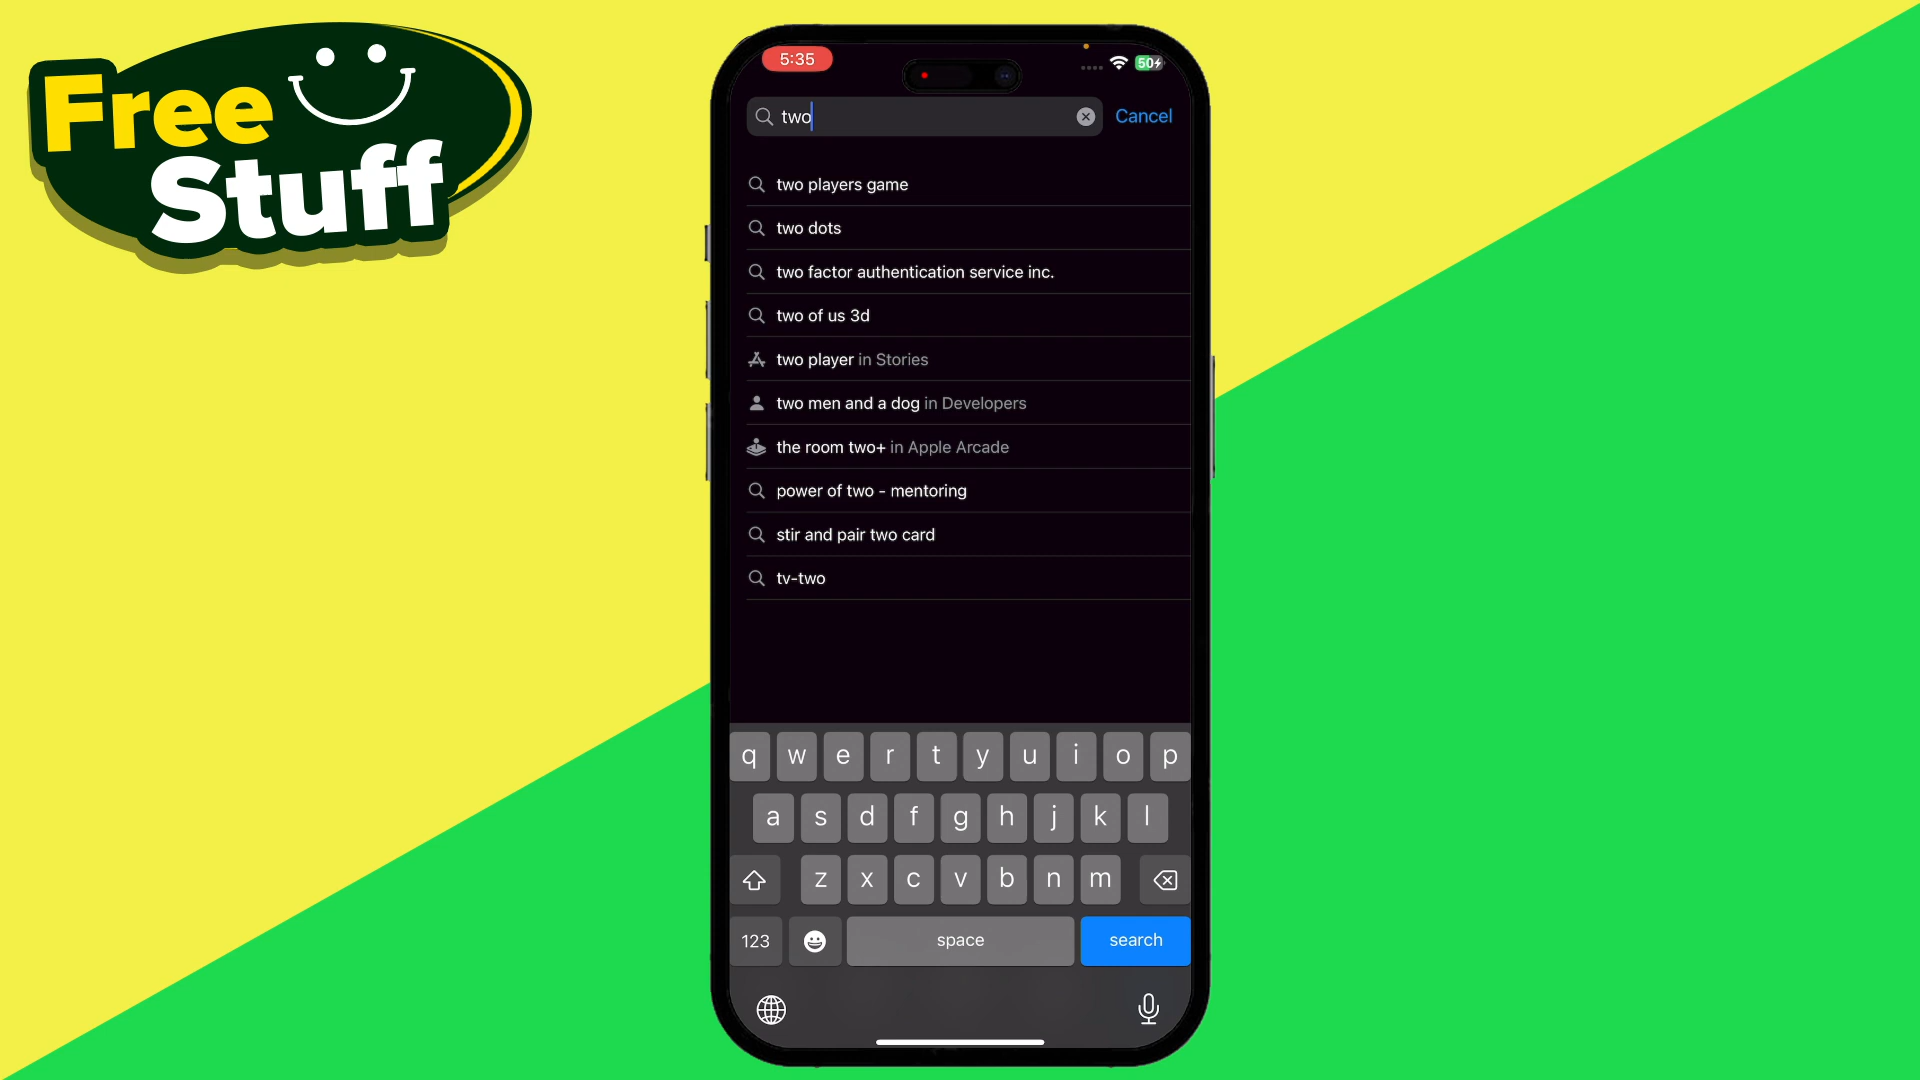 Free
Stuff
5:35
50
two
Cancel
two players game
two dots
two factor authentication service inc.
two of us 3d
two player in Stories
two men and a dog in Developers
the room two+ in Apple Arcade
power of two - mentoring
stir and pair two card
tv-two
q w e r t y u i o p
a s d f g h j k l
z x c v b n m
123 space search